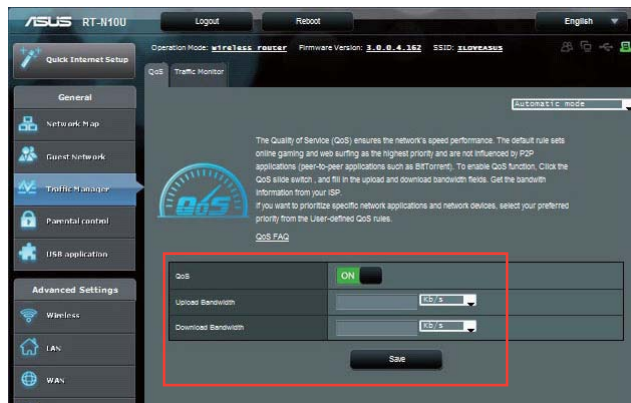 ASUS RT-N10U Logout Reboot English
Operation Mode: wireless router Firmware Version: 3.0.0.4.162 SSID: ILOVEASUS
Quick Internet Setup
QoS Traffic Monitor
General
Automatic mode
Network Map
Guest Network
Traffic Manager
Parental control
USB application
The Quality of Service (QoS) ensures the network's speed performance. The default rule sets
online gaming and web surfing as the highest priority and are not influenced by P2P
applications (peer-to-peer applications such as BitTorrent). To enable QoS function, Click the
QoS slide switch , and fill in the upload and download bandwidth fields. Get the bandwith
information from your ISP.
If you want to prioritize specific network applications and network devices, select your preferred
priority from the User-defined QoS rules.
QoS FAQ
QoS
QoS ON
Upload Bandwidth Kb/s
Download Bandwidth Kb/s
Save
Advanced Settings
Wireless
LAN
WAN